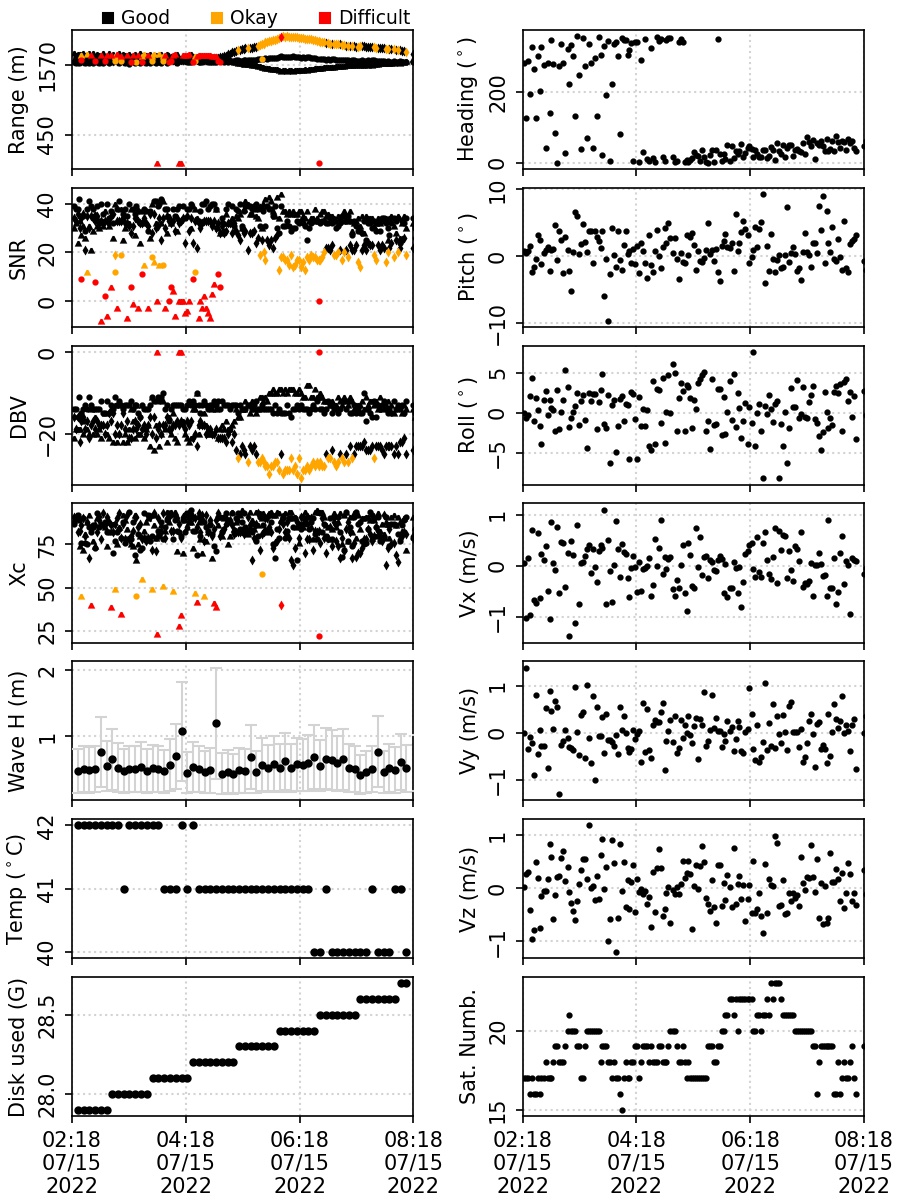 Good Okay Difficult
Range (m)
1570
450
Heading (°)
200
0
SNR
40
20
0
Pitch (°)
10
0
−10
DBV
0
−20
Roll (°)
5
0
−5
Xc
75
50
25
Vx (m/s)
1
0
−1
Wave H (m)
2
1
Vy (m/s)
1
0
−1
Temp (°C)
42
41
40
Vz (m/s)
1
0
−1
Disk used (G)
28.5
28.0
Sat. Numb.
20
15
02:18 04:18 06:18 08:18
07/15 07/15 07/15 07/15
2022 2022 2022 2022
02:18 04:18 06:18 08:18
07/15 07/15 07/15 07/15
2022 2022 2022 2022